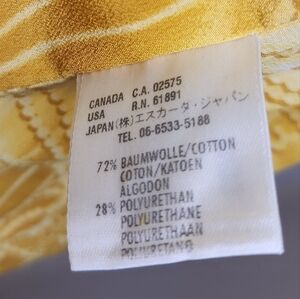 CANADA C.A. 02575
USA R.N. 61891
JAPAN(株)エスカーダ・ジャパン
TEL. 06-6533-5188
72% BAUMWOLLE/COTTON
COTON/KATOEN
ALGODON
28% POLYURETHAN
POLYURETHANE
POLYURETHAAN
POLIURETANO